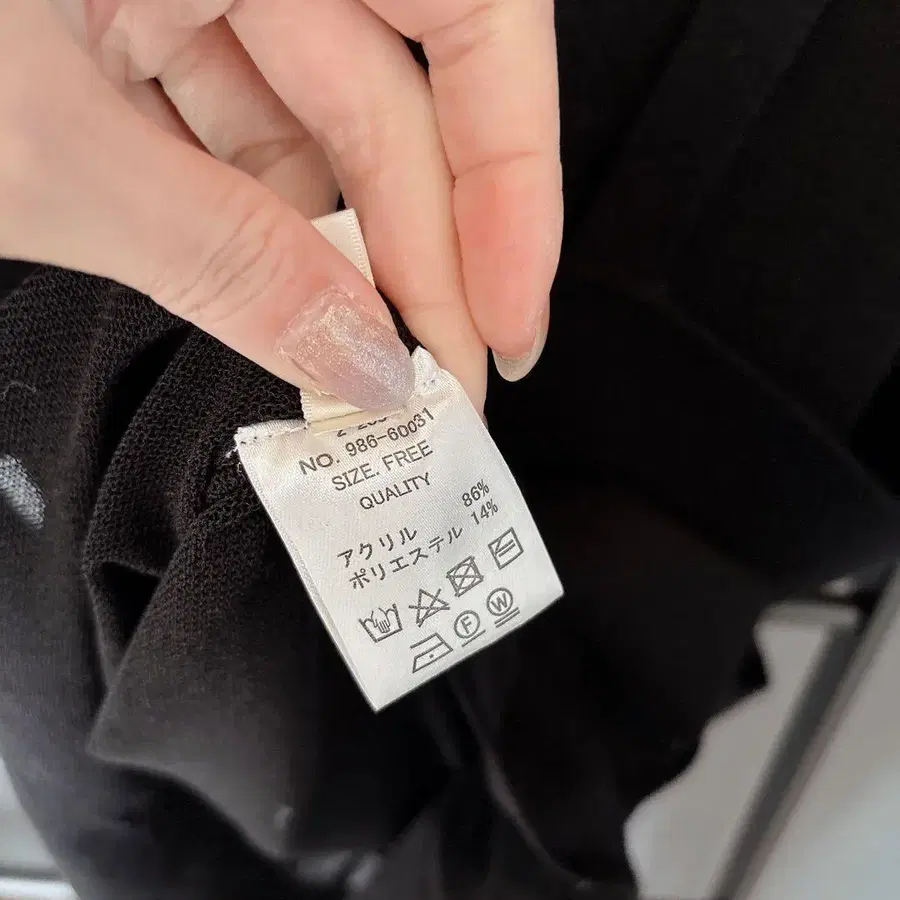 NO. 986-60031
SIZE. FREE
QUALITY
アクリル 86%
ポリエステル 14%
F W